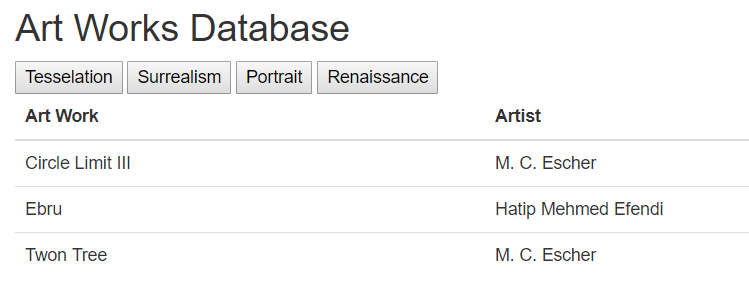 Art Works Database
Tesselation Surrealism Portrait Renaissance
Art Work Artist
Circle Limit III M. C. Escher
Ebru Hatip Mehmed Efendi
Twon Tree M. C. Escher